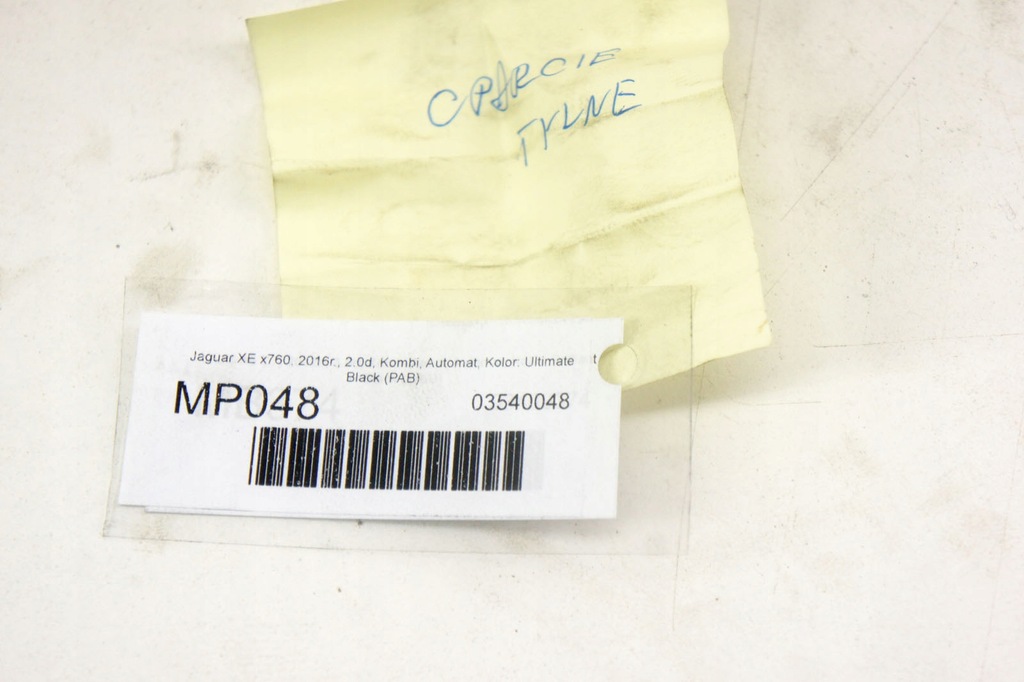 OPARCIE
TYLNE
Jaguar XE x760, 2016r., 2.0d, Kombi, Automat, Kolor: Ultimate
Black (PAB)
MP048
03540048